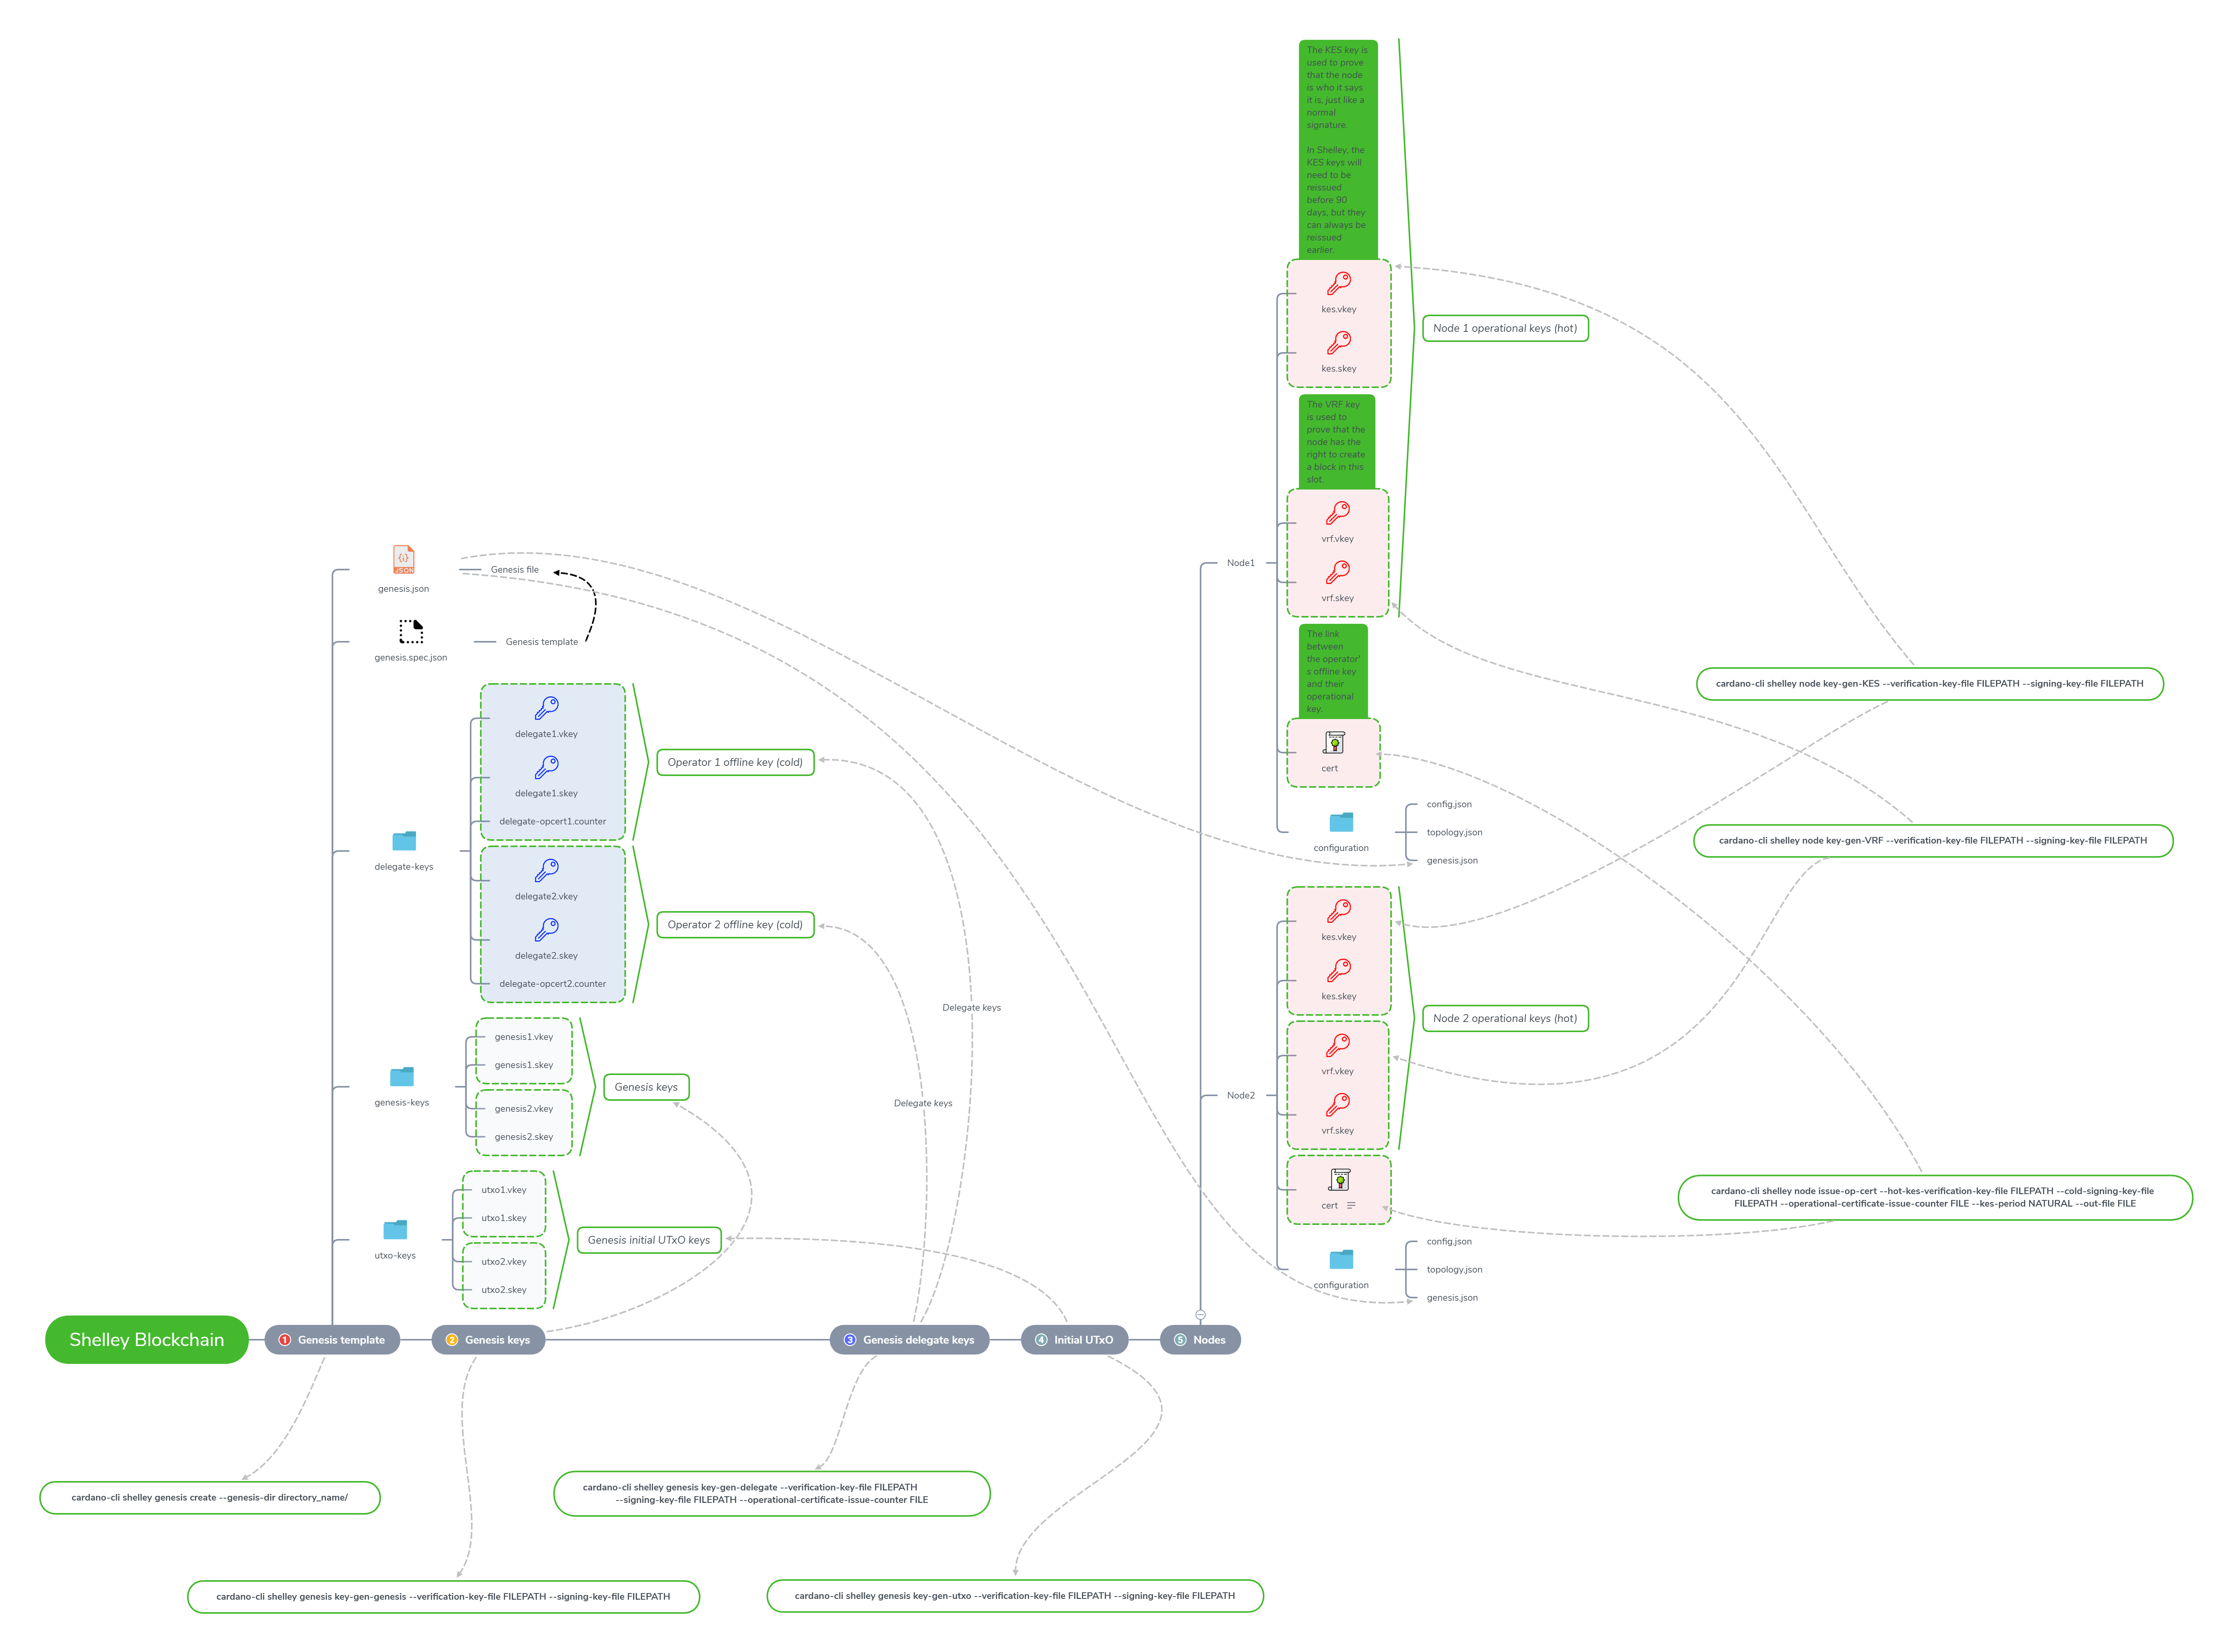 The KES key is
used to prove
that the node
is who it says
it is, just like a
normal
signature.
In Shelley, the
KES keys will
need to be
reissued
before 90
days, but they
can always be
reissued
earlier.
kes.vkey
kes.skey
Node 1 operational keys (hot)
The VRF key
is used to
prove that the
node has the
right to create
a block in this
slot.
vrf.vkey
vrf.skey
Node1
The link
between
the operator'
s offline key
and their
operational
key.
cert
configuration
config.json
topology.json
genesis.json
kes.vkey
kes.skey
Node 2 operational keys (hot)
vrf.vkey
vrf.skey
Node2
cert
configuration
config.json
topology.json
genesis.json
cardano-cli shelley node key-gen-KES --verification-key-file FILEPATH --signing-key-file FILEPATH
cardano-cli shelley node key-gen-VRF --verification-key-file FILEPATH --signing-key-file FILEPATH
cardano-cli shelley node issue-op-cert --hot-kes-verification-key-file FILEPATH --cold-signing-key-file
FILEPATH --operational-certificate-issue-counter FILE --kes-period NATURAL --out-file FILE
{;}
JSON
genesis.json
Genesis file
genesis.spec.json
Genesis template
delegate-keys
delegate1.vkey
delegate1.skey
delegate-opcert1.counter
Operator 1 offline key (cold)
delegate2.vkey
delegate2.skey
delegate-opcert2.counter
Operator 2 offline key (cold)
Delegate keys
Delegate keys
genesis-keys
genesis1.vkey
genesis1.skey
genesis2.vkey
genesis2.skey
Genesis keys
utxo-keys
utxo1.vkey
utxo1.skey
utxo2.vkey
utxo2.skey
Genesis initial UTxO keys
Shelley Blockchain
1 Genesis template
2 Genesis keys
3 Genesis delegate keys
4 Initial UTxO
5 Nodes
cardano-cli shelley genesis create --genesis-dir directory_name/
cardano-cli shelley genesis key-gen-delegate --verification-key-file FILEPATH
--signing-key-file FILEPATH --operational-certificate-issue-counter FILE
cardano-cli shelley genesis key-gen-genesis --verification-key-file FILEPATH --signing-key-file FILEPATH
cardano-cli shelley genesis key-gen-utxo --verification-key-file FILEPATH --signing-key-file FILEPATH